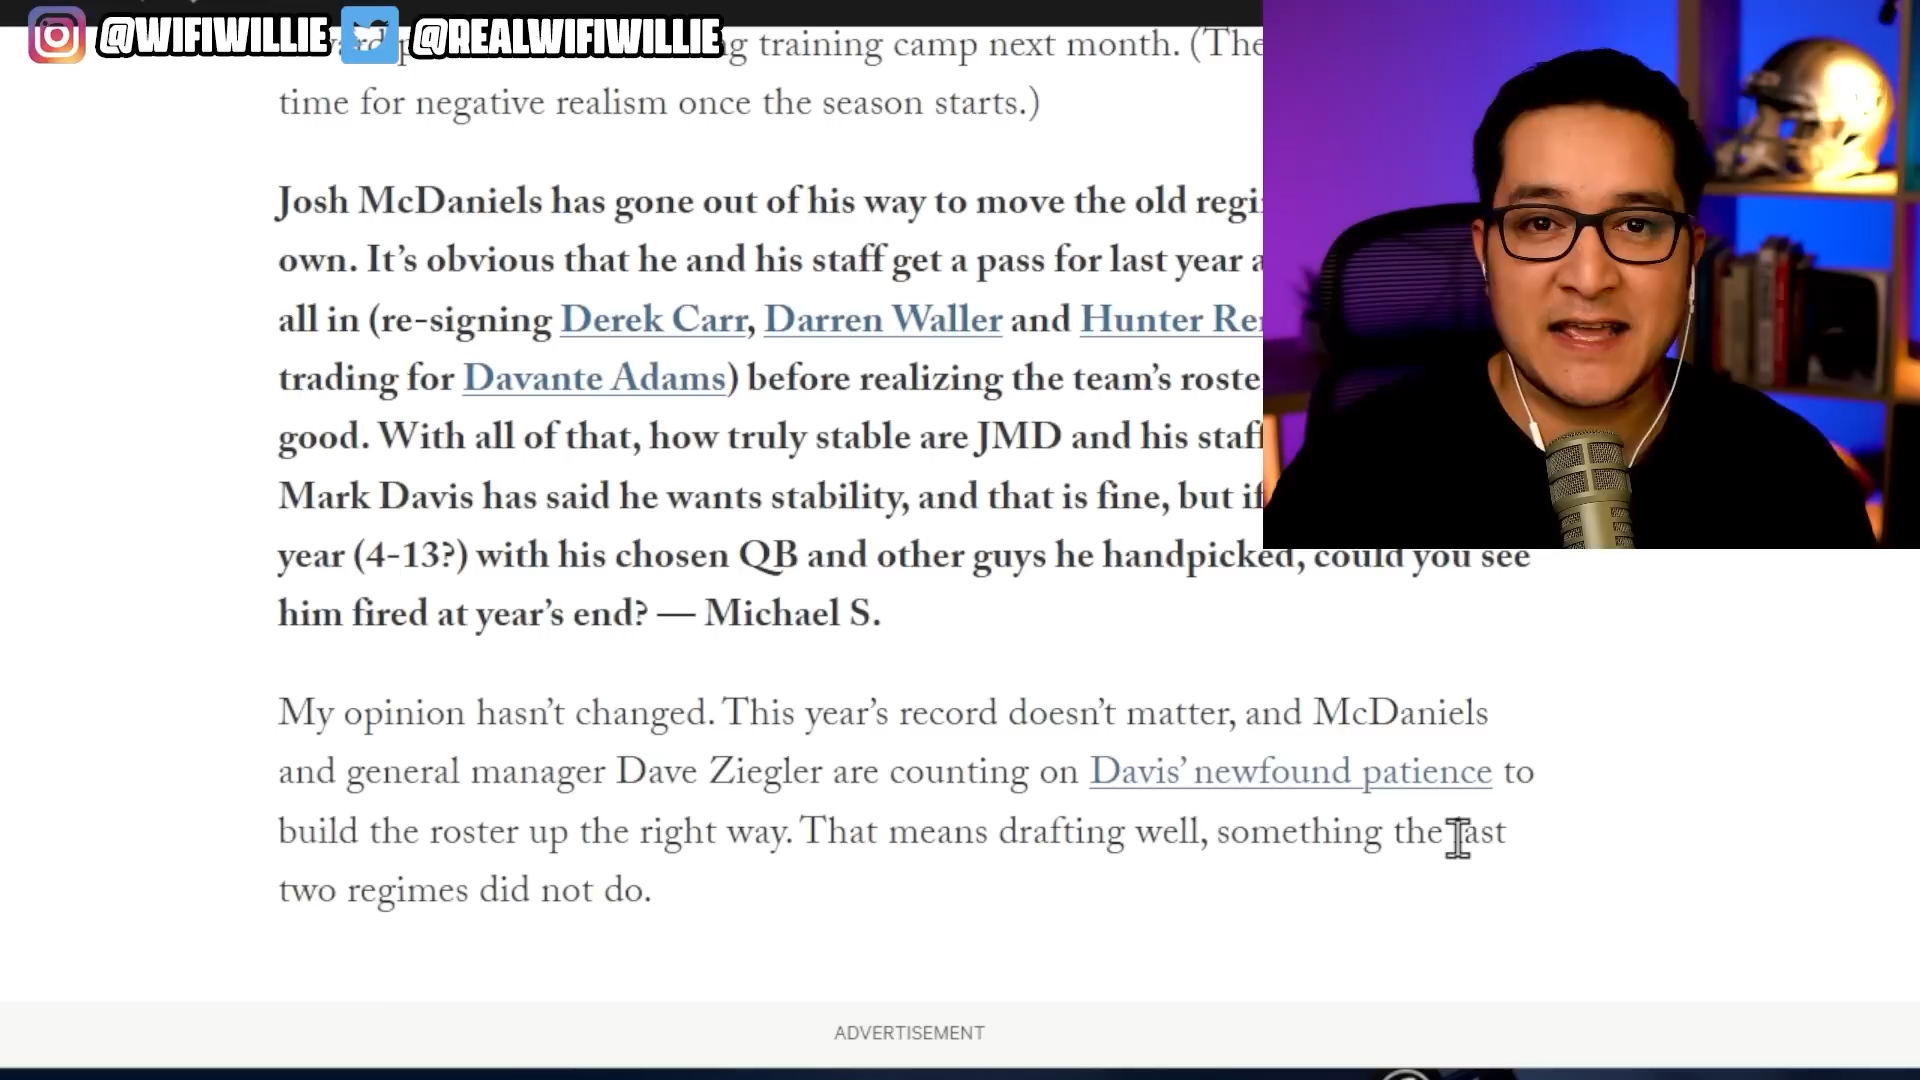 @WIFIWILLIE @REALWIFIWILLIE
training camp next month. (The
time for negative realism once the season starts.)
Josh McDaniels has gone out of his way to move the old
own. It’s obvious that he and his staff get a pass for last year
all in (re-signing Derek Carr, Darren Waller and Hunter
trading for Davante Adams) before realizing the team’s
good. With all of that, how truly stable are JMD and his
Mark Davis has said he wants stability, and that is fine, but
year (4-13?) with his chosen QB and other guys he handpicked, could you see
him fired at year’s end? — Michael S.
My opinion hasn’t changed. This year’s record doesn’t matter, and McDaniels
and general manager Dave Ziegler are counting on Davis’ newfound patience to
build the roster up the right way. That means drafting well, something the last
two regimes did not do.
ADVERTISEMENT